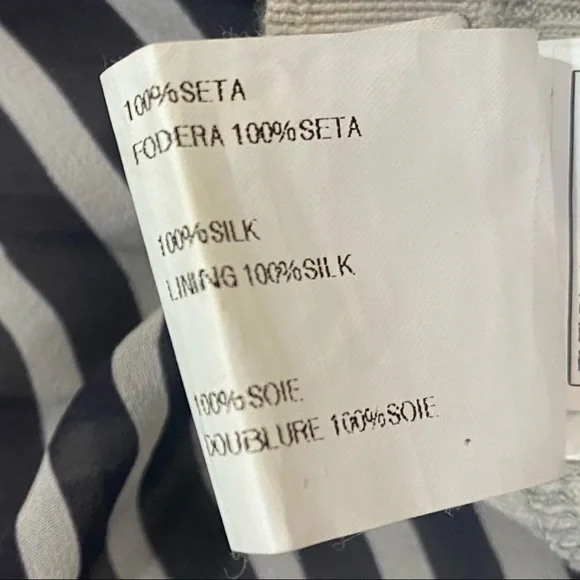 100%SETA
FODERA 100%SETA
100%SILK
LINING 100%SILK
100%SOIE
DOUBLURE 100%SOIE